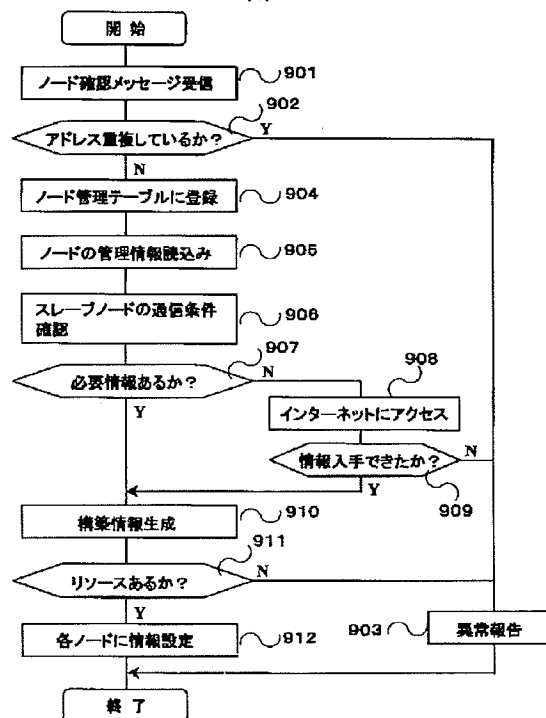 開 始
ノード確認メッセージ受信
901
902
アドレス重複しているか？
Y
N
ノード管理テーブルに登録
904
ノードの管理情報読込み
905
スレーブノードの通信条件
確認
906
907
必要情報あるか？
N
Y
908
インターネットにアクセス
情報入手できたか？
N
Y
909
構築情報生成
910
911
リソースあるか？
N
Y
各ノードに情報設定
912
903
異常報告
終 了